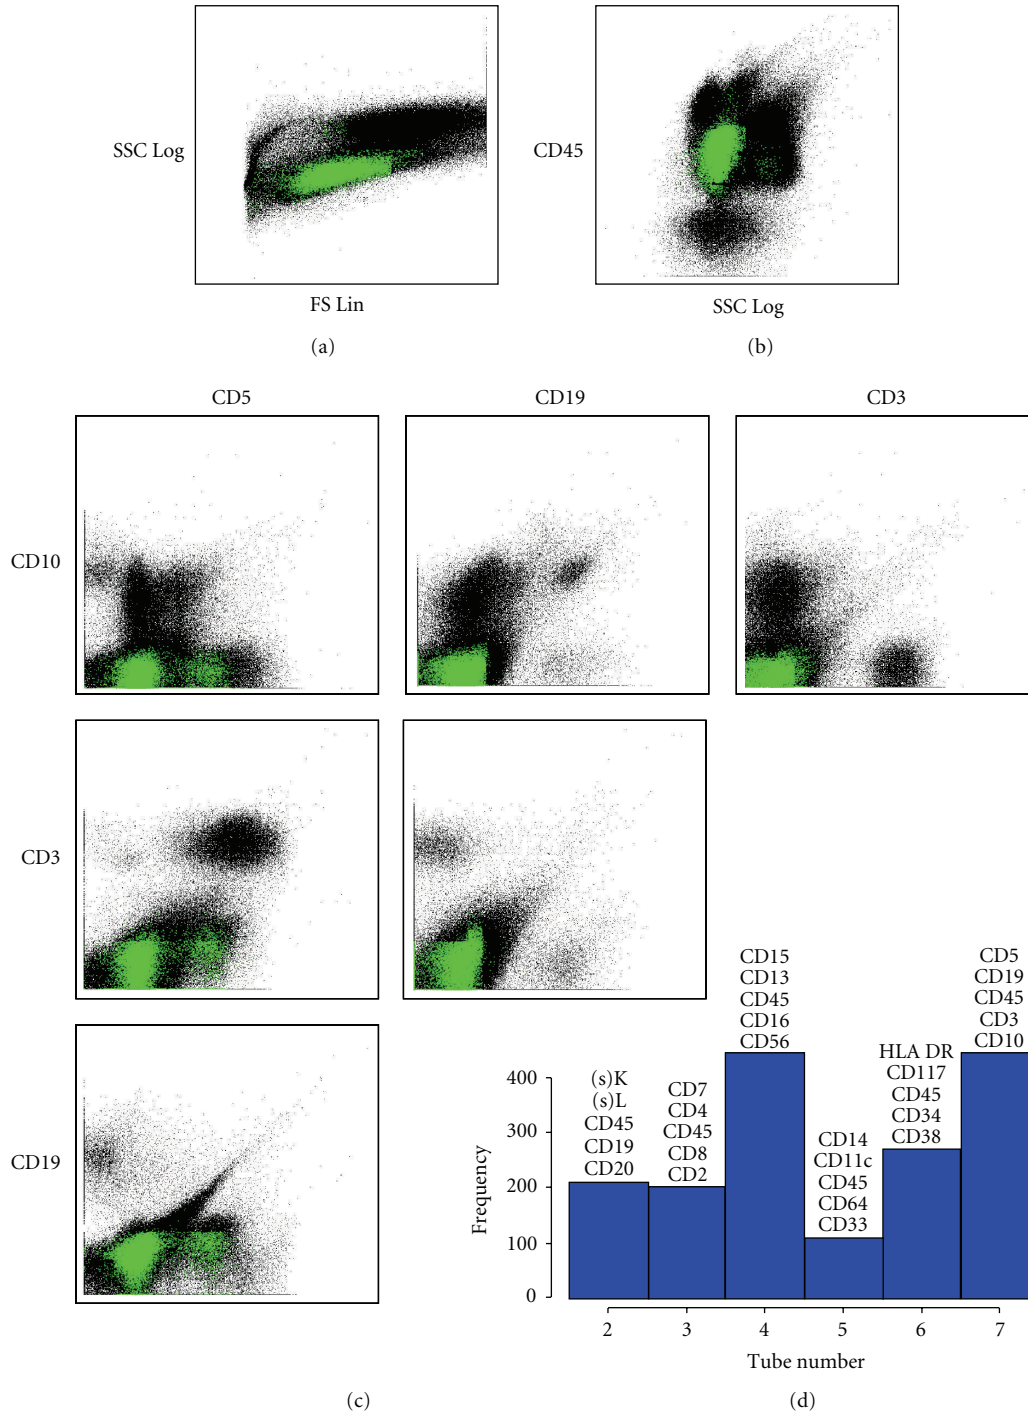 SSC Log
FS Lin
(a)
CD45
SSC Log
(b)
CD5
CD19
CD3
CD10
CD3
CD19
(c)
Frequency
400
300
200
100
0
(s)K
(s)L
CD45
CD19
CD20
CD7
CD4
CD45
CD8
CD2
CD15
CD13
CD45
CD16
CD56
CD14
CD11c
CD45
CD64
CD33
HLA DR
CD117
CD45
CD34
CD38
CD5
CD19
CD45
CD3
CD10
2
3
4
5
6
7
Tube number
(d)